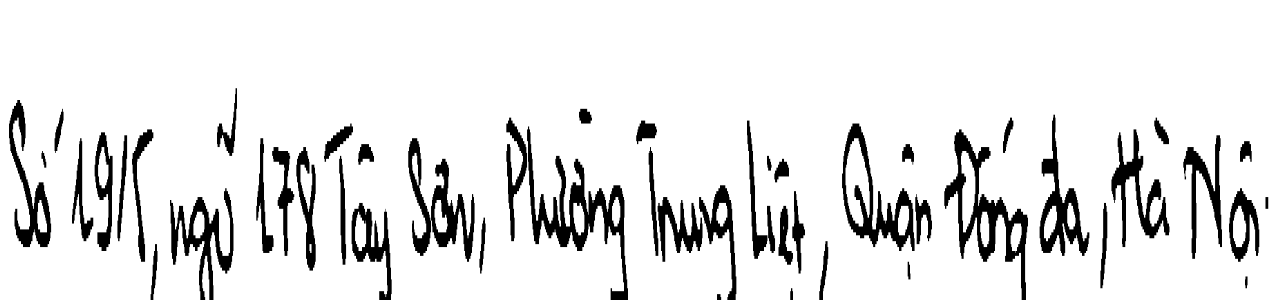 Số 19/5, ngõ 178 Tây Sơn, Phường Trung Liệt, Quận Đống đa, Hà Nội.